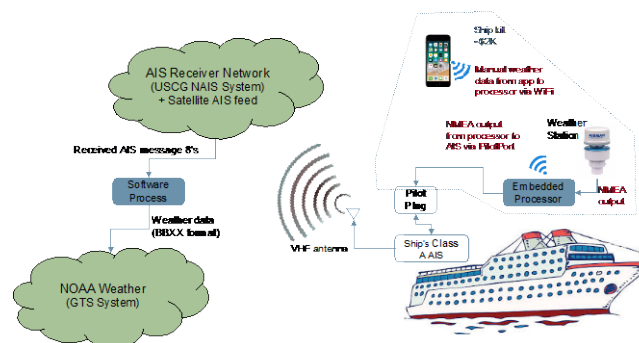 AIS Receiver Network
(USCG NAIS System)
+ Satellite AIS feed
Received AIS message 8's
Software
Process
Weather data
(BBXX format)
NOAA Weather
(GTS System)
VHF antenna
Ship kit
~$2K
Manual weather
data from app to
processor via WiFi
NMEA output
from processor to
AIS via PilotPort
Weather
Station
Pilot
Plug
Embedded
Processor
NMEA
output
Ship's Class
A AIS